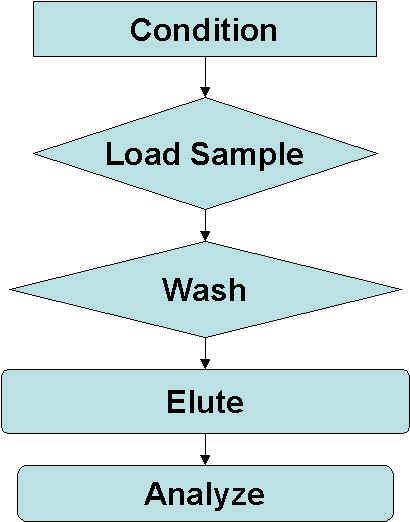 Condition
Load Sample
Wash
Elute
Analyze